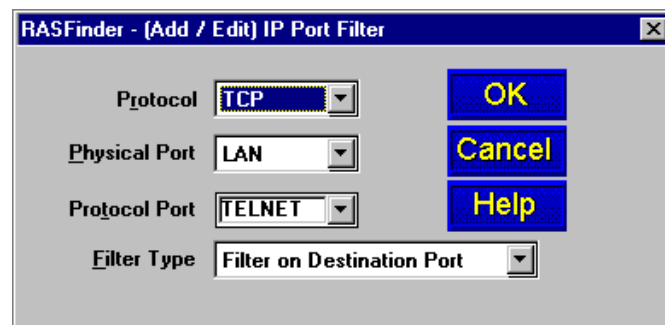 RASFinder - (Add / Edit) IP Port Filter
Protocol TCP OK
Physical Port LAN Cancel
Protocol Port TELNET Help
Filter Type Filter on Destination Port